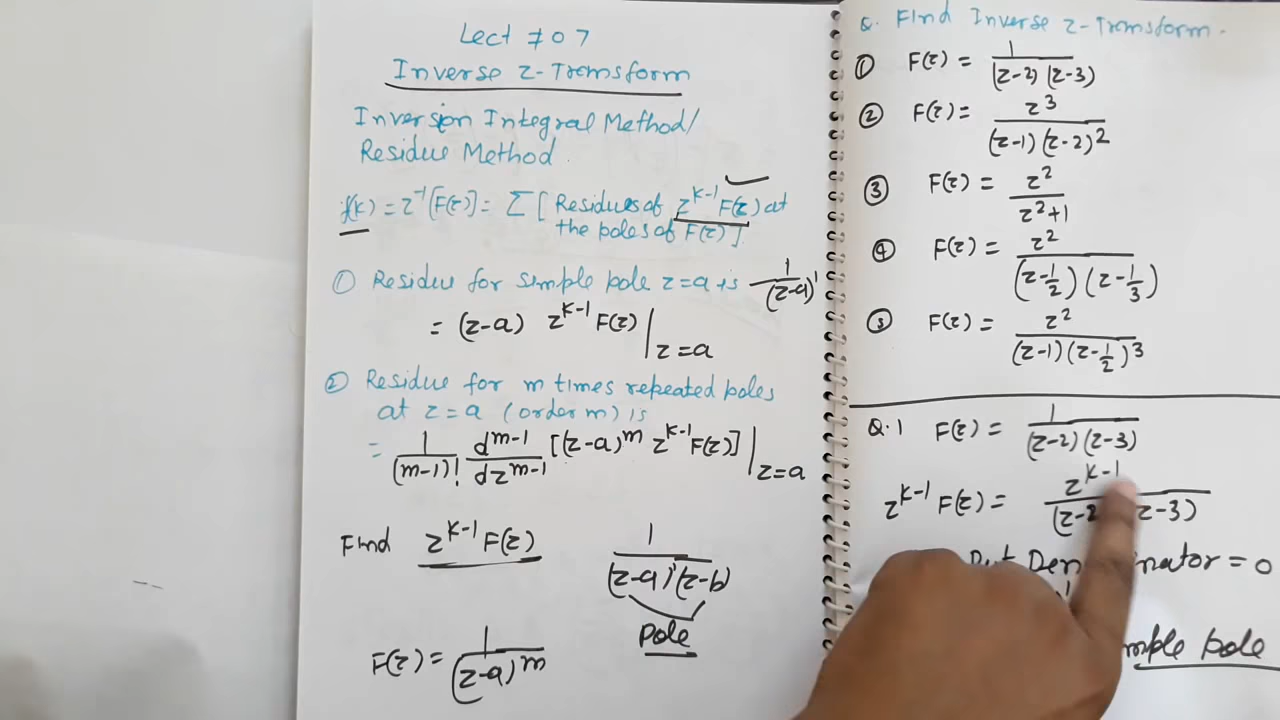 Lect ≠ 07
Inverse z-Transform
Inversion Integral Method/
Residue Method.
f(k) = z⁻¹[F(z)] = Σ [ Residues of z^{k-1} F(z) at
the poles of F(z) ].
① Residue for simple pole z=a is 1/(z-a)¹
= (z-a) z^{k-1} F(z) |_{z=a}
② Residue for m times repeated poles
at z=a (order m) is
= 1/(m-1)! d^{m-1}/dz^{m-1} [(z-a)^m z^{k-1} F(z)] |_{z=a}
Find z^{k-1} F(z)
1/(z-a)¹(z-b)
Pole
F(z) = 1/(z-a)^m
Q. Find Inverse z-Transform.
① F(z) = 1/(z-2)(z-3)
② F(z) = z³/(z-1)(z-2)²
③ F(z) = z²/z²+1
④ F(z) = z²/(z-1/2)(z-1/3)
⑤ F(z) = z²/(z-1)(z-1/2)³
Q.1 F(z) = 1/(z-2)(z-3)
z^{k-1} F(z) = z^{k-1}/(z-2)(z-3)
Put Denominator = 0
simple pole